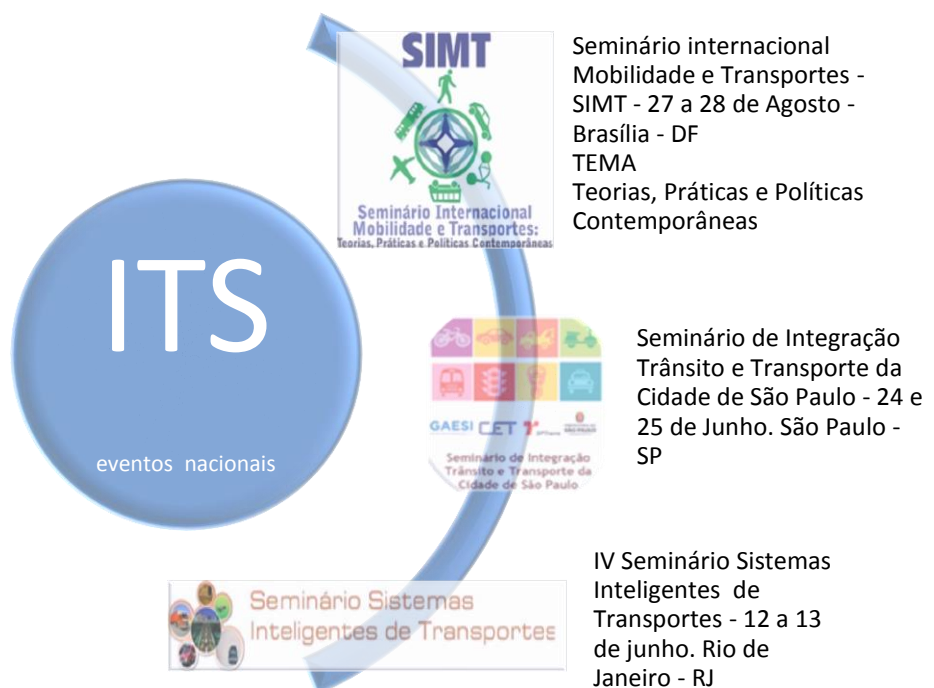 ITS
eventos nacionais
SIMT
Seminário Internacional
Mobilidade e Transportes:
Teorias, Práticas e Políticas Contemporâneas
Seminário internacional
Mobilidade e Transportes -
SIMT - 27 a 28 de Agosto -
Brasília - DF
TEMA
Teorias, Práticas e Políticas
Contemporâneas
GAESI CET
SÃO PAULO
Seminário de Integração
Trânsito e Transporte da
Cidade de São Paulo
Seminário de Integração
Trânsito e Transporte da
Cidade de São Paulo - 24 e
25 de Junho. São Paulo -
SP
Seminário Sistemas
Inteligentes de Transportes
IV Seminário Sistemas
Inteligentes de
Transportes - 12 a 13
de junho. Rio de
Janeiro - RJ